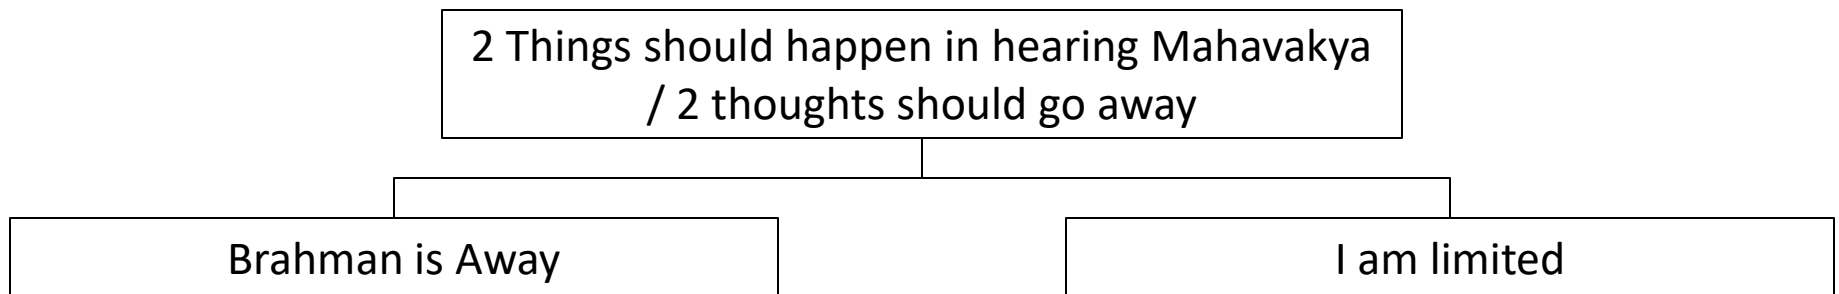 2 Things should happen in hearing Mahavakya
/ 2 thoughts should go away
Brahman is Away
I am limited